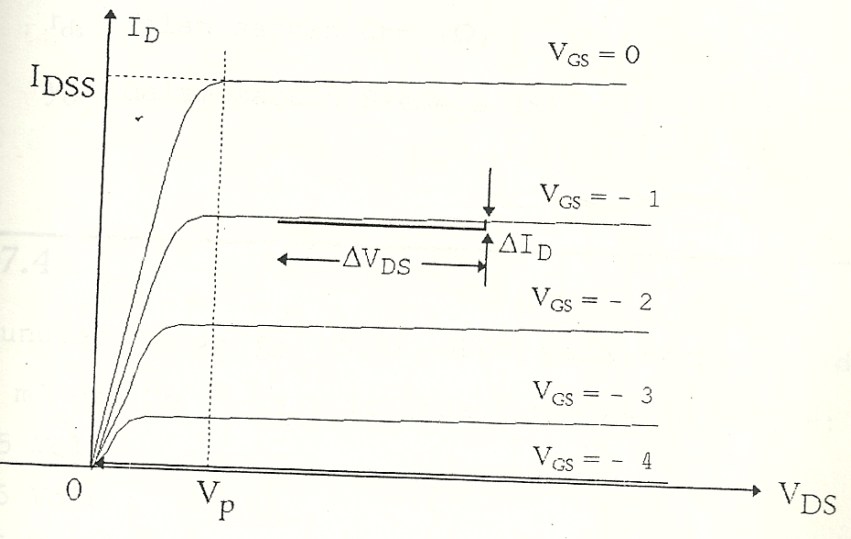 I_D
V_GS = 0
I_DSS
V_GS = - 1
ΔI_D
ΔV_DS
V_GS = - 2
V_GS = - 3
V_GS = - 4
0
V_p
V_DS